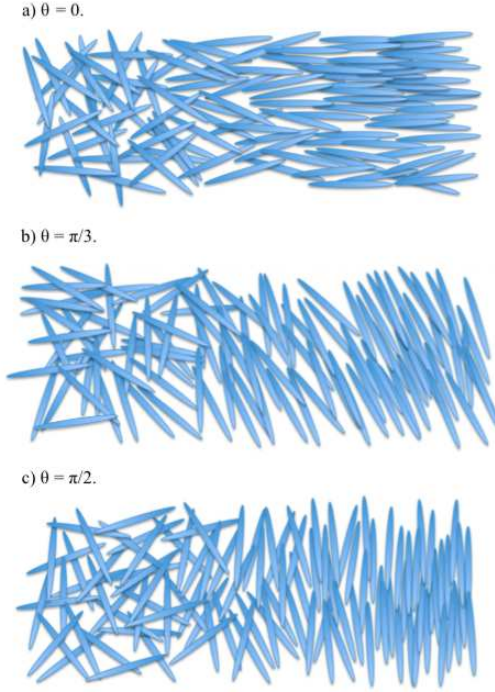 a) θ = 0.
b) θ = π/3.
c) θ = π/2.